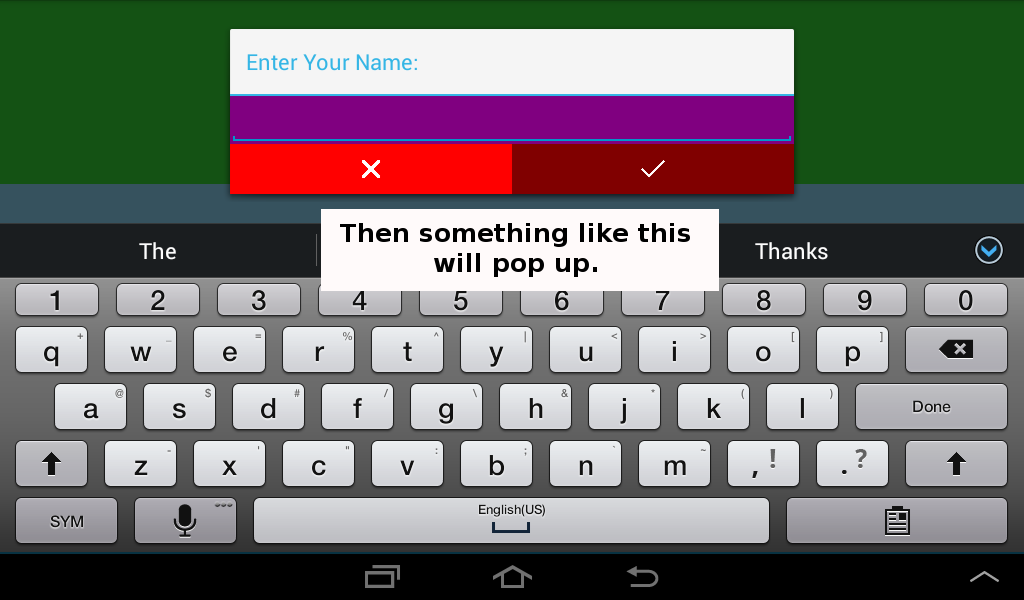 Enter Your Name:
Then something like this
will pop up.
The Thanks
1 2 3 4 5 6 7 8 9 0
q + w _ e = r % t ^ y | u < i > o [ p ]
a @ s $ d # f / g \ h & j * k ( l ) Done
z - x ' c " v : b ; n ` m ~ , ! . ?
SYM English(US)